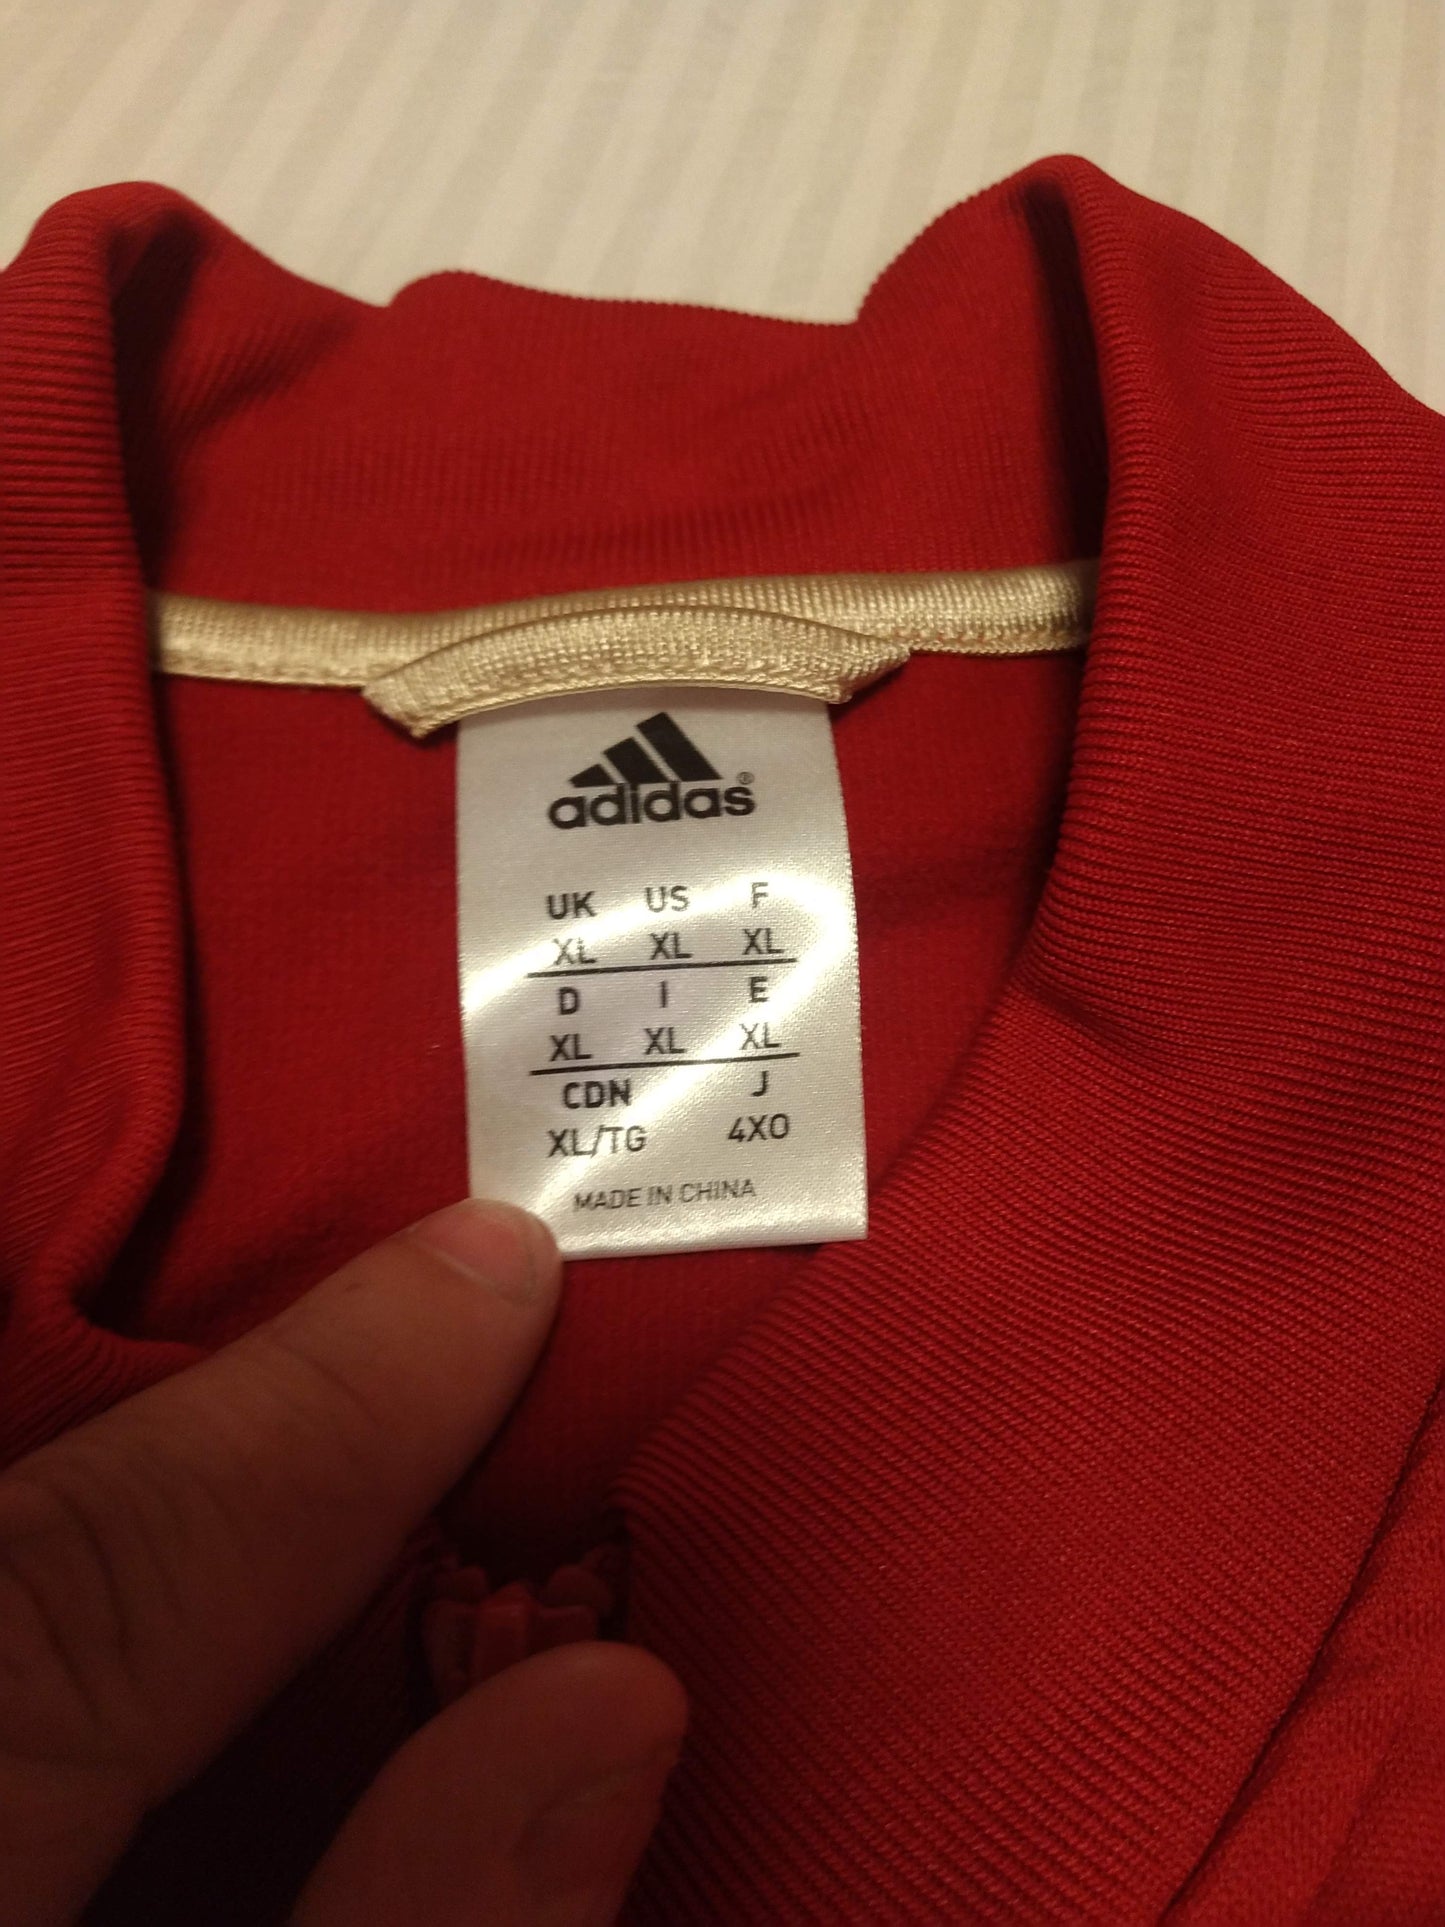 adidas®
UK US F
XL XL XL
D I E
XL XL XL
CDN J
XL/TG 4XO
MADE IN CHINA